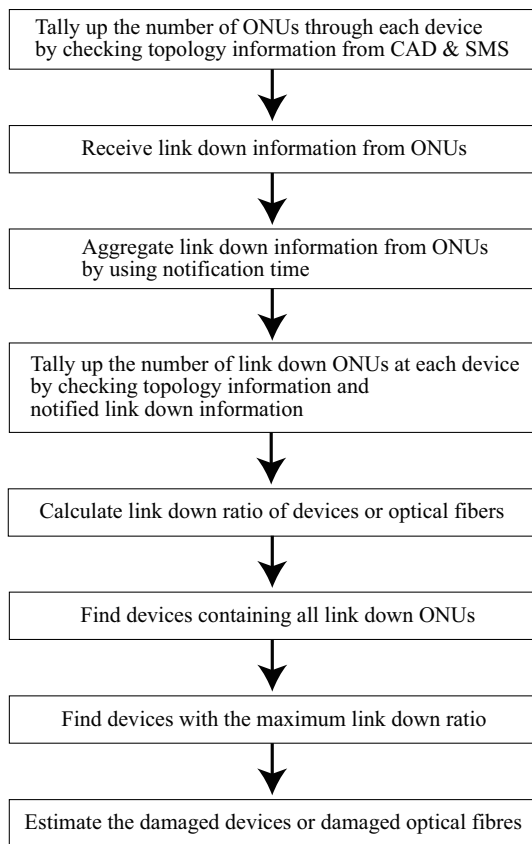 Tally up the number of ONUs through each device
by checking topology information from CAD & SMS
Receive link down information from ONUs
Aggregate link down information from ONUs
by using notification time
Tally up the number of link down ONUs at each device
by checking topology information and
notified link down information
Calculate link down ratio of devices or optical fibers
Find devices containing all link down ONUs
Find devices with the maximum link down ratio
Estimate the damaged devices or damaged optical fibres